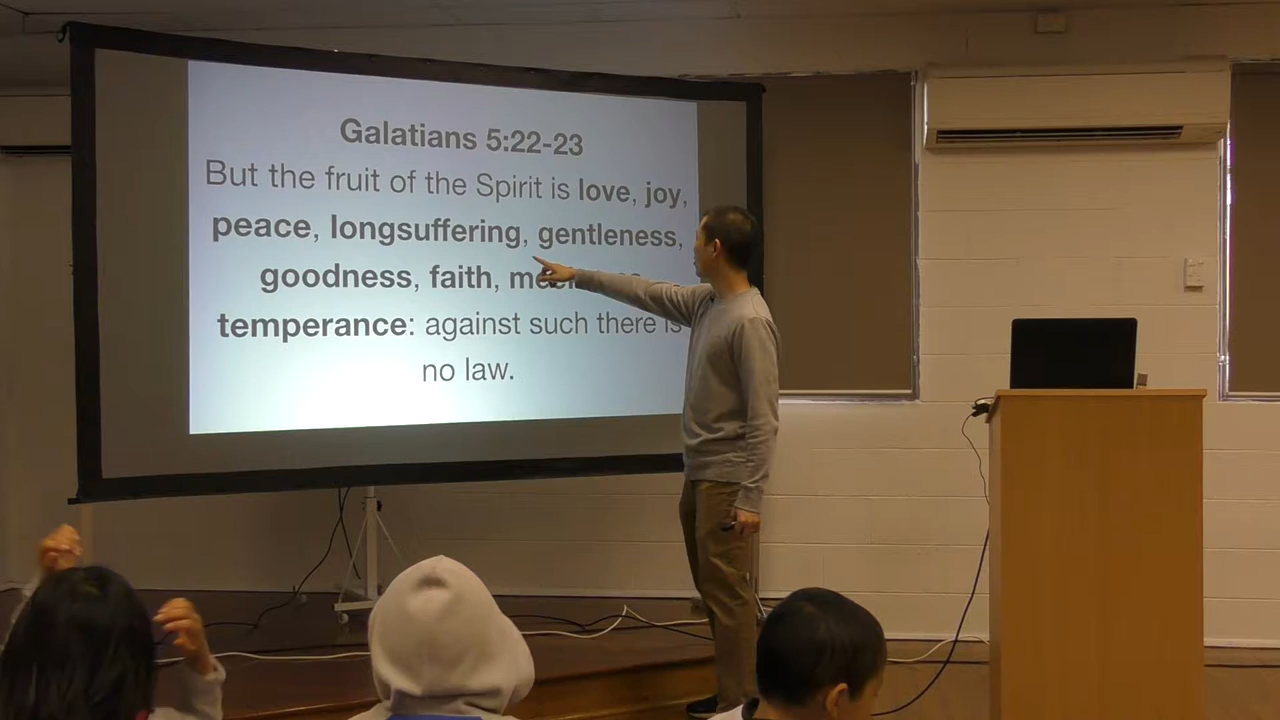 Galatians 5:22-23
But the fruit of the Spirit is love, joy,
peace, longsuffering, gentleness,
goodness, faith,
temperance: against such there is
no law.